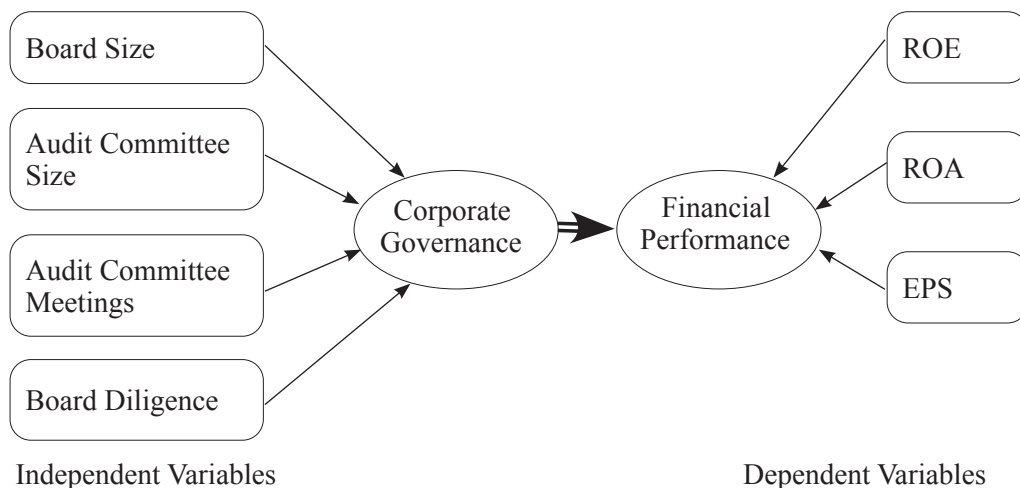 Board Size
Audit Committee
Size
Audit Committee
Meetings
Board Diligence
Independent Variables
Corporate
Governance
Financial
Performance
ROE
ROA
EPS
Dependent Variables